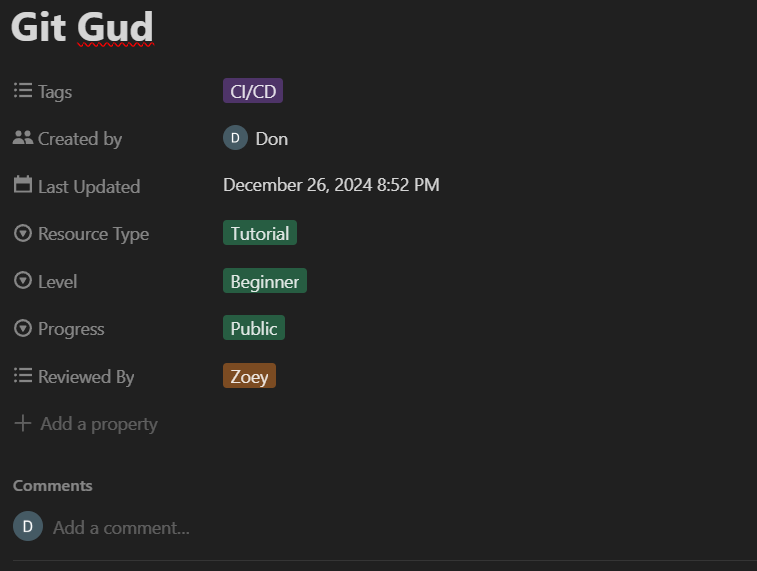 Git Gud
Tags CI/CD
Created by D Don
Last Updated December 26, 2024 8:52 PM
Resource Type Tutorial
Level Beginner
Progress Public
Reviewed By Zoey
Add a property
Comments
D Add a comment...